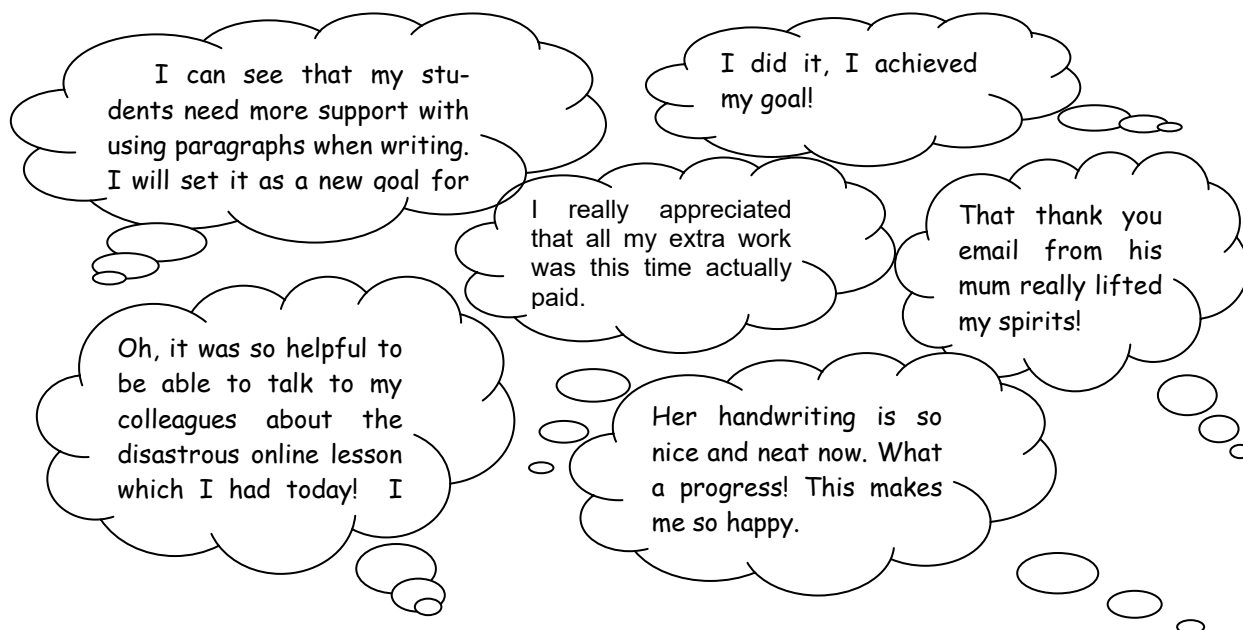 I can see that my stu-
dents need more support with
using paragraphs when writing.
I will set it as a new goal for
I did it, I achieved
my goal!
I really appreciated
that all my extra work
was this time actually
paid.
That thank you
email from his
mum really lifted
my spirits!
Oh, it was so helpful to
be able to talk to my
colleagues about the
disastrous online lesson
which I had today! I
Her handwriting is so
nice and neat now. What
a progress! This makes
me so happy.